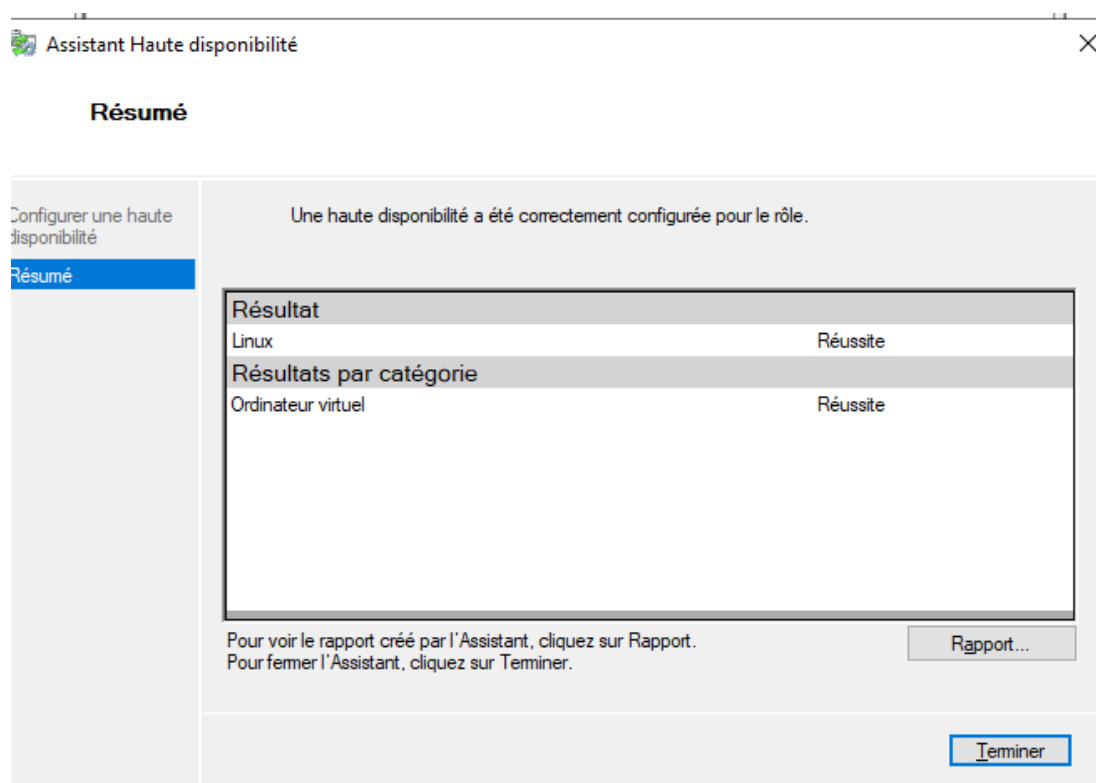 Assistant Haute disponibilité
Résumé
Configurer une haute
disponibilité
Résumé
Une haute disponibilité a été correctement configurée pour le rôle.
Résultat
Linux Réussite
Résultats par catégorie
Ordinateur virtuel Réussite
Pour voir le rapport créé par l'Assistant, cliquez sur Rapport.
Pour fermer l'Assistant, cliquez sur Terminer.
Rapport...
Terminer